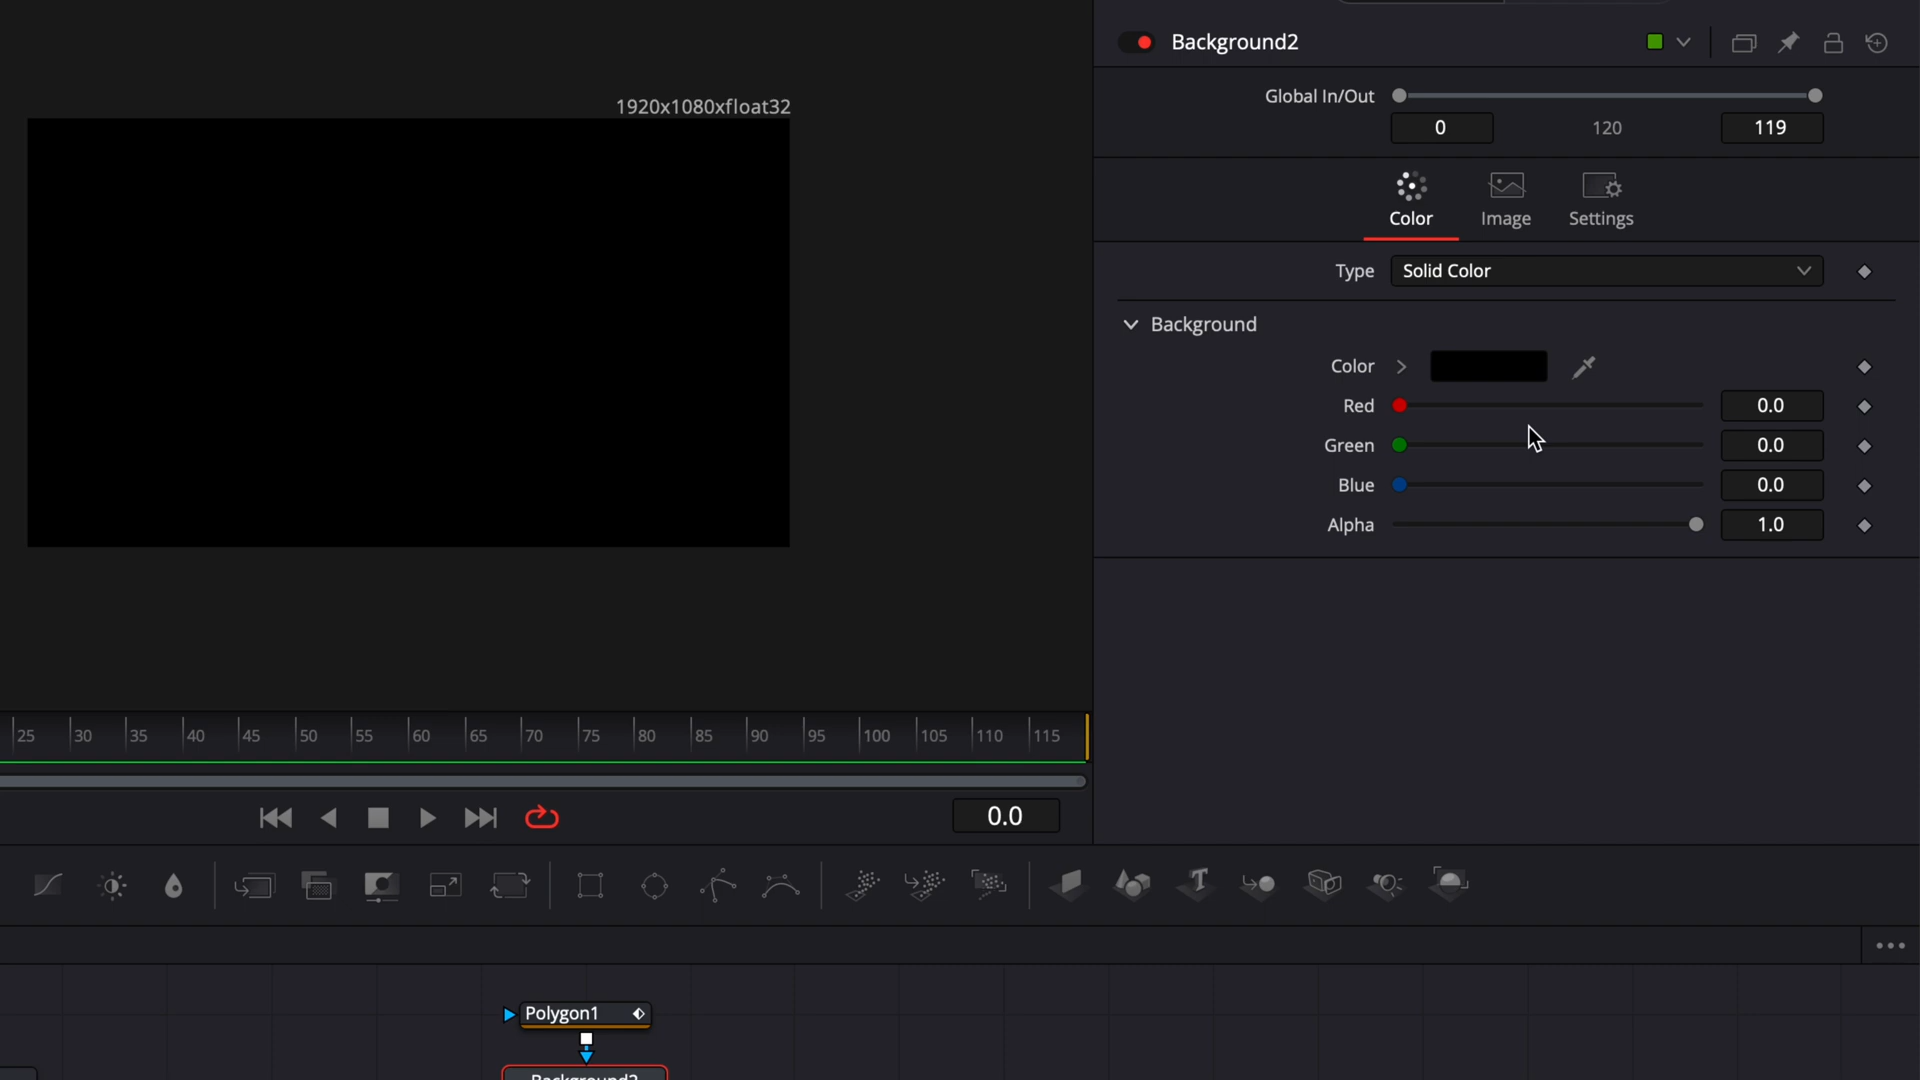 Background2
1920x1080xfloat32
Global In/Out
0 120 119
Color Image Settings
Type Solid Color
Background
Color
Red 0.0
Green 0.0
Blue 0.0
Alpha 1.0
25 30 35 40 45 50 55 60 65 70 75 80 85 90 95 100 105 110 115
0.0
Polygon1
Background2